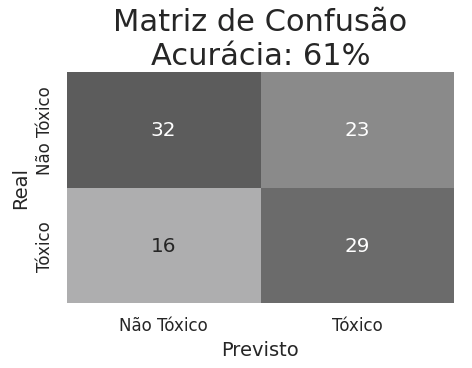 Matriz de Confusão
Acurácia: 61%
Real
Não Tóxico
32
23
Tóxico
16
29
Não Tóxico
Tóxico
Previsto